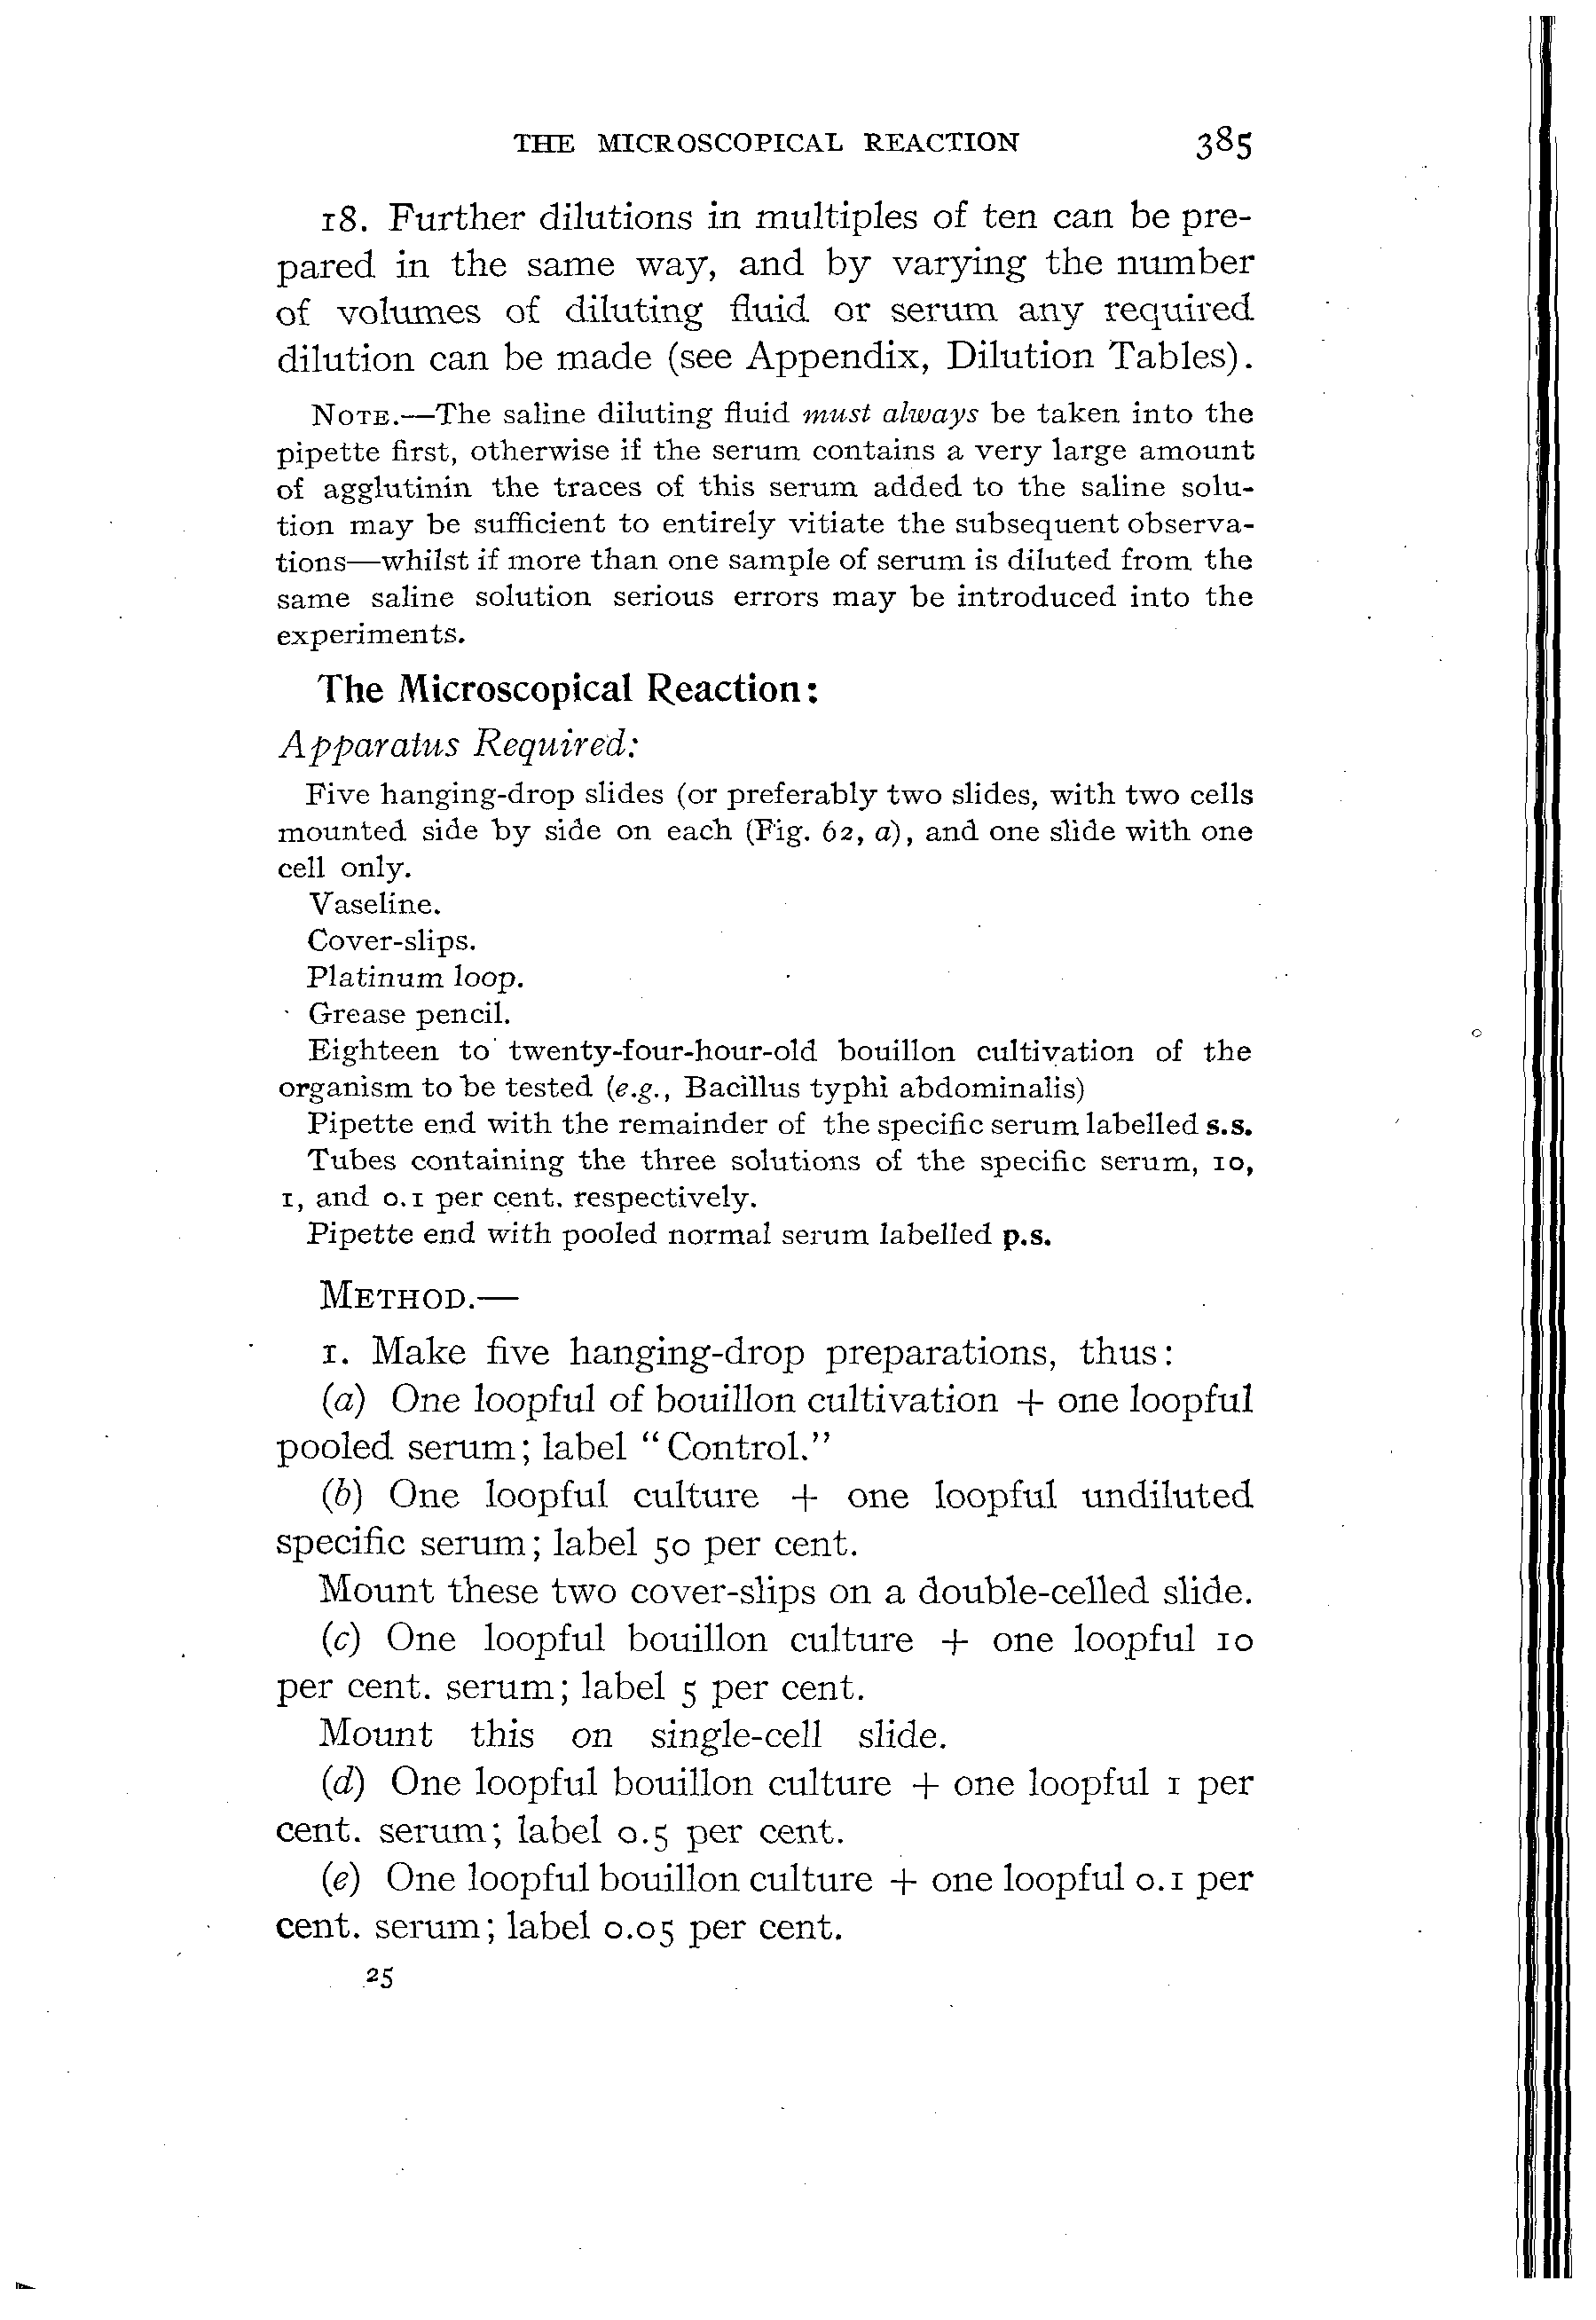 THE MICROSCOPICAL REACTION 385
18. Further dilutions in multiples of ten can be pre-
pared in the same way, and by varying the number
of volumes of diluting fluid or serum any required
dilution can be made (see Appendix, Dilution Tables).
NOTE.—The saline diluting fluid must always be taken into the
pipette first, otherwise if the serum contains a very large amount
of agglutinin the traces of this serum added to the saline solu-
tion may be sufficient to entirely vitiate the subsequent observa-
tions—whilst if more than one sample of serum is diluted from the
same saline solution serious errors may be introduced into the
experiments.
The Microscopical Reaction:
Apparatus Required:
Five hanging-drop slides (or preferably two slides, with two cells
mounted side by side on each (Fig. 62, a), and one slide with one
cell only.
Vaseline.
Cover-slips.
Platinum loop.
Grease pencil.
Eighteen to twenty-four-hour-old bouillon cultivation of the
organism to be tested (e.g., Bacillus typhi abdominalis)
Pipette end with the remainder of the specific serum labelled s.s.
Tubes containing the three solutions of the specific serum, 10,
1, and 0.1 per cent. respectively.
Pipette end with pooled normal serum labelled p.s.
METHOD.—
1. Make five hanging-drop preparations, thus:
(a) One loopful of bouillon cultivation + one loopful
pooled serum; label "Control."
(b) One loopful culture + one loopful undiluted
specific serum; label 50 per cent.
Mount these two cover-slips on a double-celled slide.
(c) One loopful bouillon culture + one loopful 10
per cent. serum; label 5 per cent.
Mount this on single-cell slide.
(d) One loopful bouillon culture + one loopful 1 per
cent. serum; label 0.5 per cent.
(e) One loopful bouillon culture + one loopful 0.1 per
cent. serum; label 0.05 per cent.
25